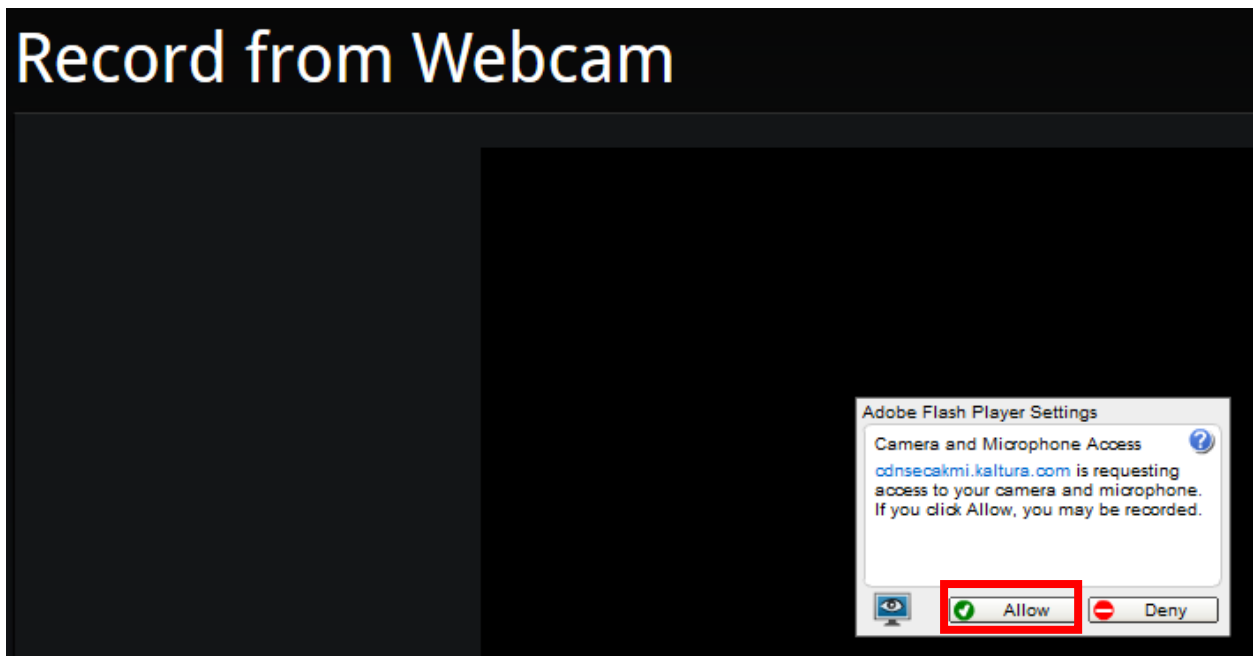 Record from Webcam
Adobe Flash Player Settings
Camera and Microphone Access
cdnsecakmi.kaltura.com is requesting
access to your camera and microphone.
If you click Allow, you may be recorded.
Allow
Deny